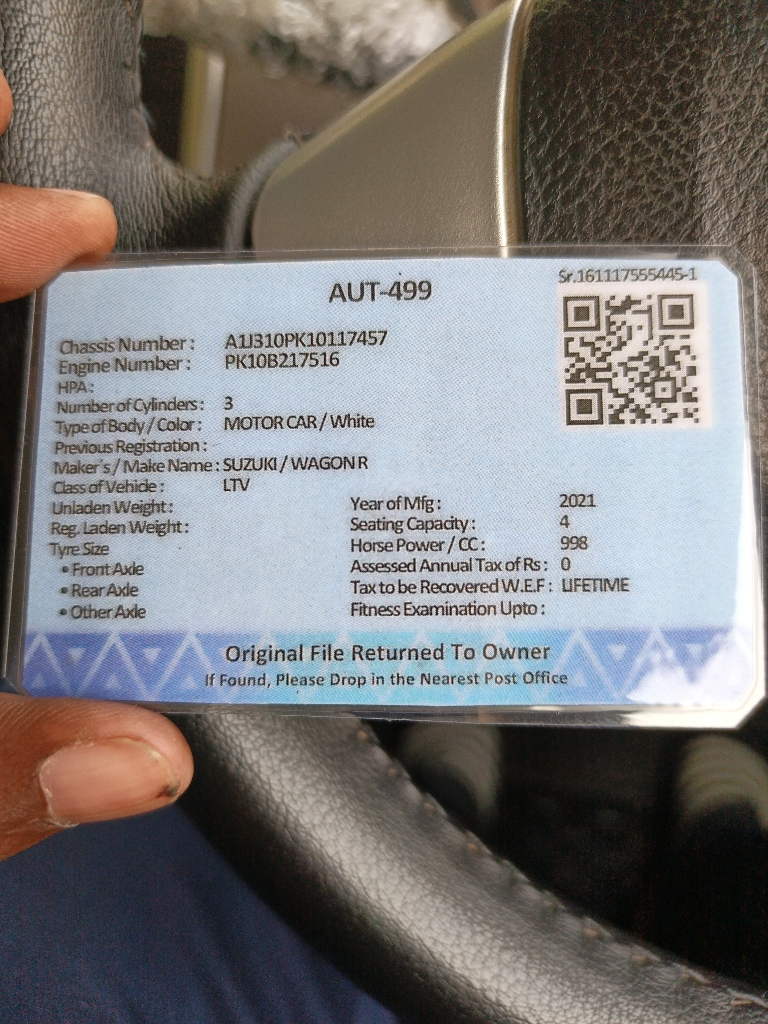 AUT-499
Sr.161117555445-1
Chassis Number : A1J310PK10117457
Engine Number : PK10B217516
HPA :
Number of Cylinders : 3
Type of Body / Color : MOTOR CAR / White
Previous Registration :
Maker's / Make Name : SUZUKI / WAGON R
Class of Vehicle : LTV
Unladen Weight : Year of Mfg : 2021
Reg. Laden Weight : Seating Capacity : 4
Tyre Size Horse Power / CC : 998
• Front Axle Assessed Annual Tax of Rs : 0
• Rear Axle Tax to be Recovered W.E.F : LIFETIME
• Other Axle Fitness Examination Upto :
Original File Returned To Owner
If Found, Please Drop in the Nearest Post Office